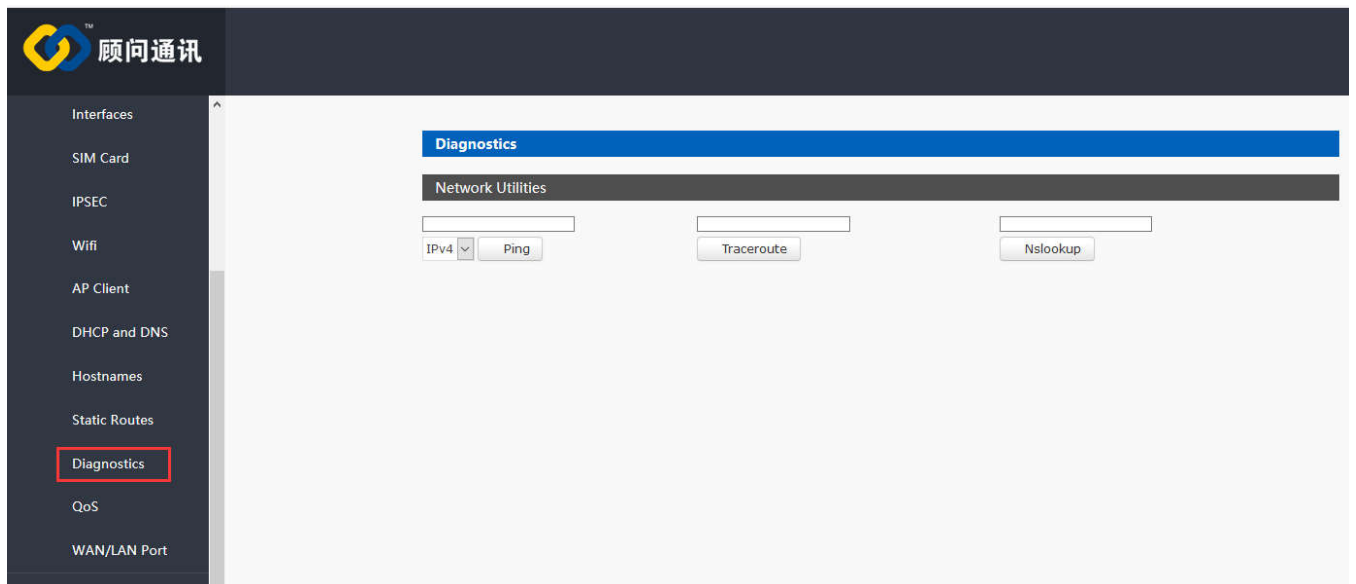 TM
顾问通讯
Interfaces
SIM Card
IPSEC
Wifi
AP Client
DHCP and DNS
Hostnames
Static Routes
Diagnostics
QoS
WAN/LAN Port
Diagnostics
Network Utilities
IPv4 Ping Traceroute Nslookup